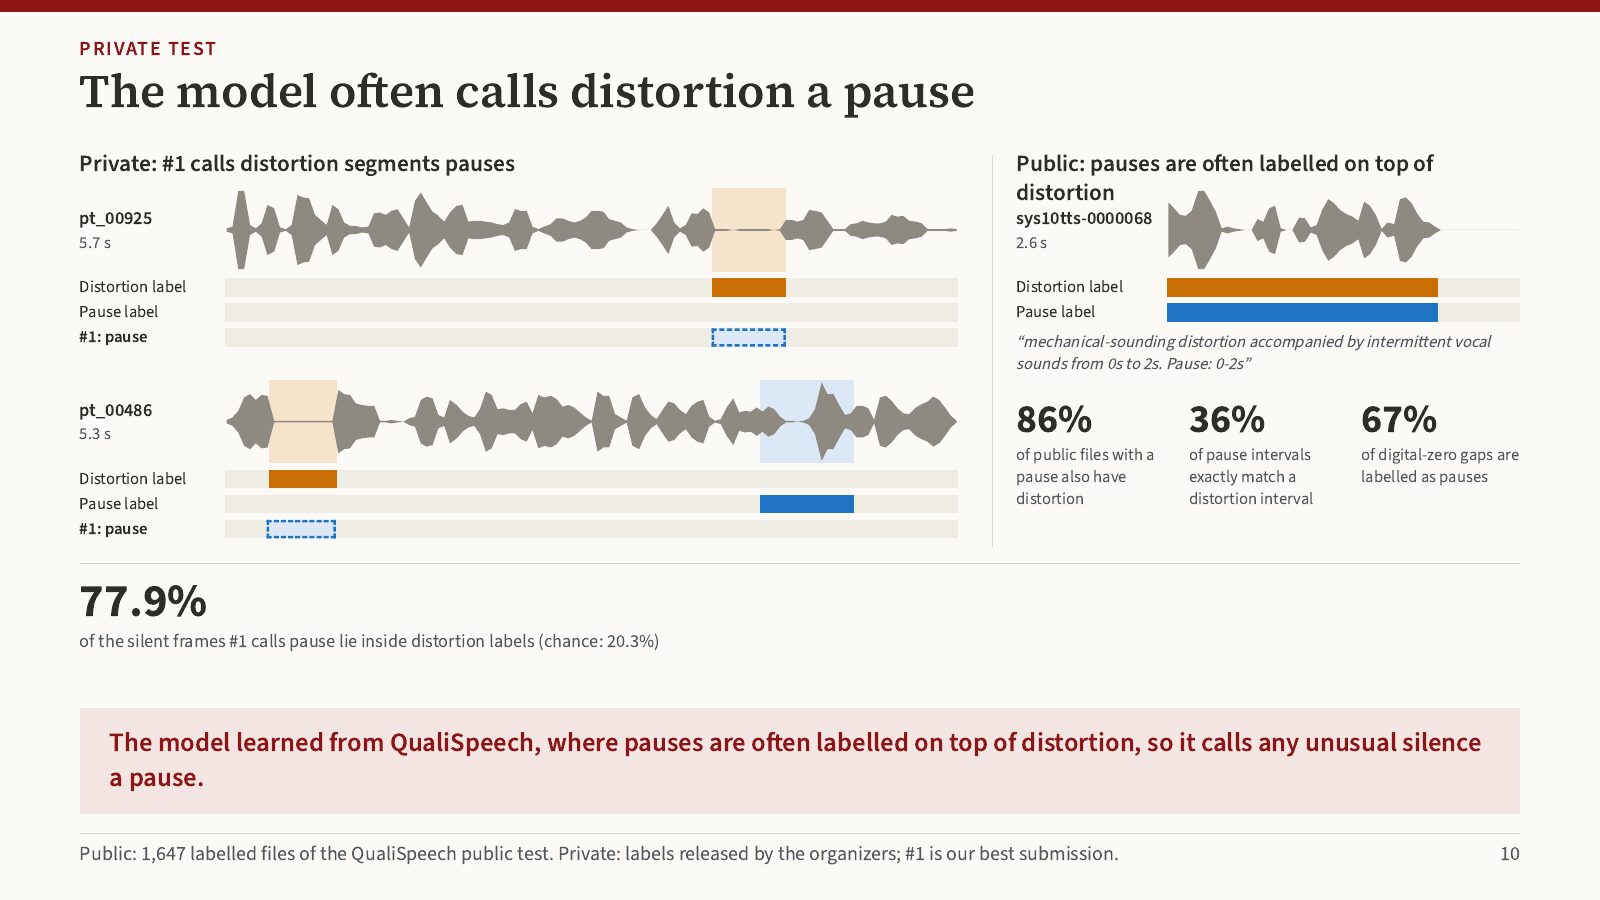 PRIVATE TEST
The model often calls distortion a pause
Private: #1 calls distortion segments pauses
pt_00925
5.7 s
Distortion label
Pause label
#1: pause
pt_00486
5.3 s
Distortion label
Pause label
#1: pause
Public: pauses are often labelled on top of
distortion
sys10tts-0000068
2.6 s
Distortion label
Pause label
“mechanical-sounding distortion accompanied by intermittent vocal
sounds from 0s to 2s. Pause: 0-2s”
86%
of public files with a
pause also have
distortion
36%
of pause intervals
exactly match a
distortion interval
67%
of digital-zero gaps are
labelled as pauses
77.9%
of the silent frames #1 calls pause lie inside distortion labels (chance: 20.3%)
The model learned from QualiSpeech, where pauses are often labelled on top of distortion, so it calls any unusual silence
a pause.
Public: 1,647 labelled files of the QualiSpeech public test. Private: labels released by the organizers; #1 is our best submission.
10